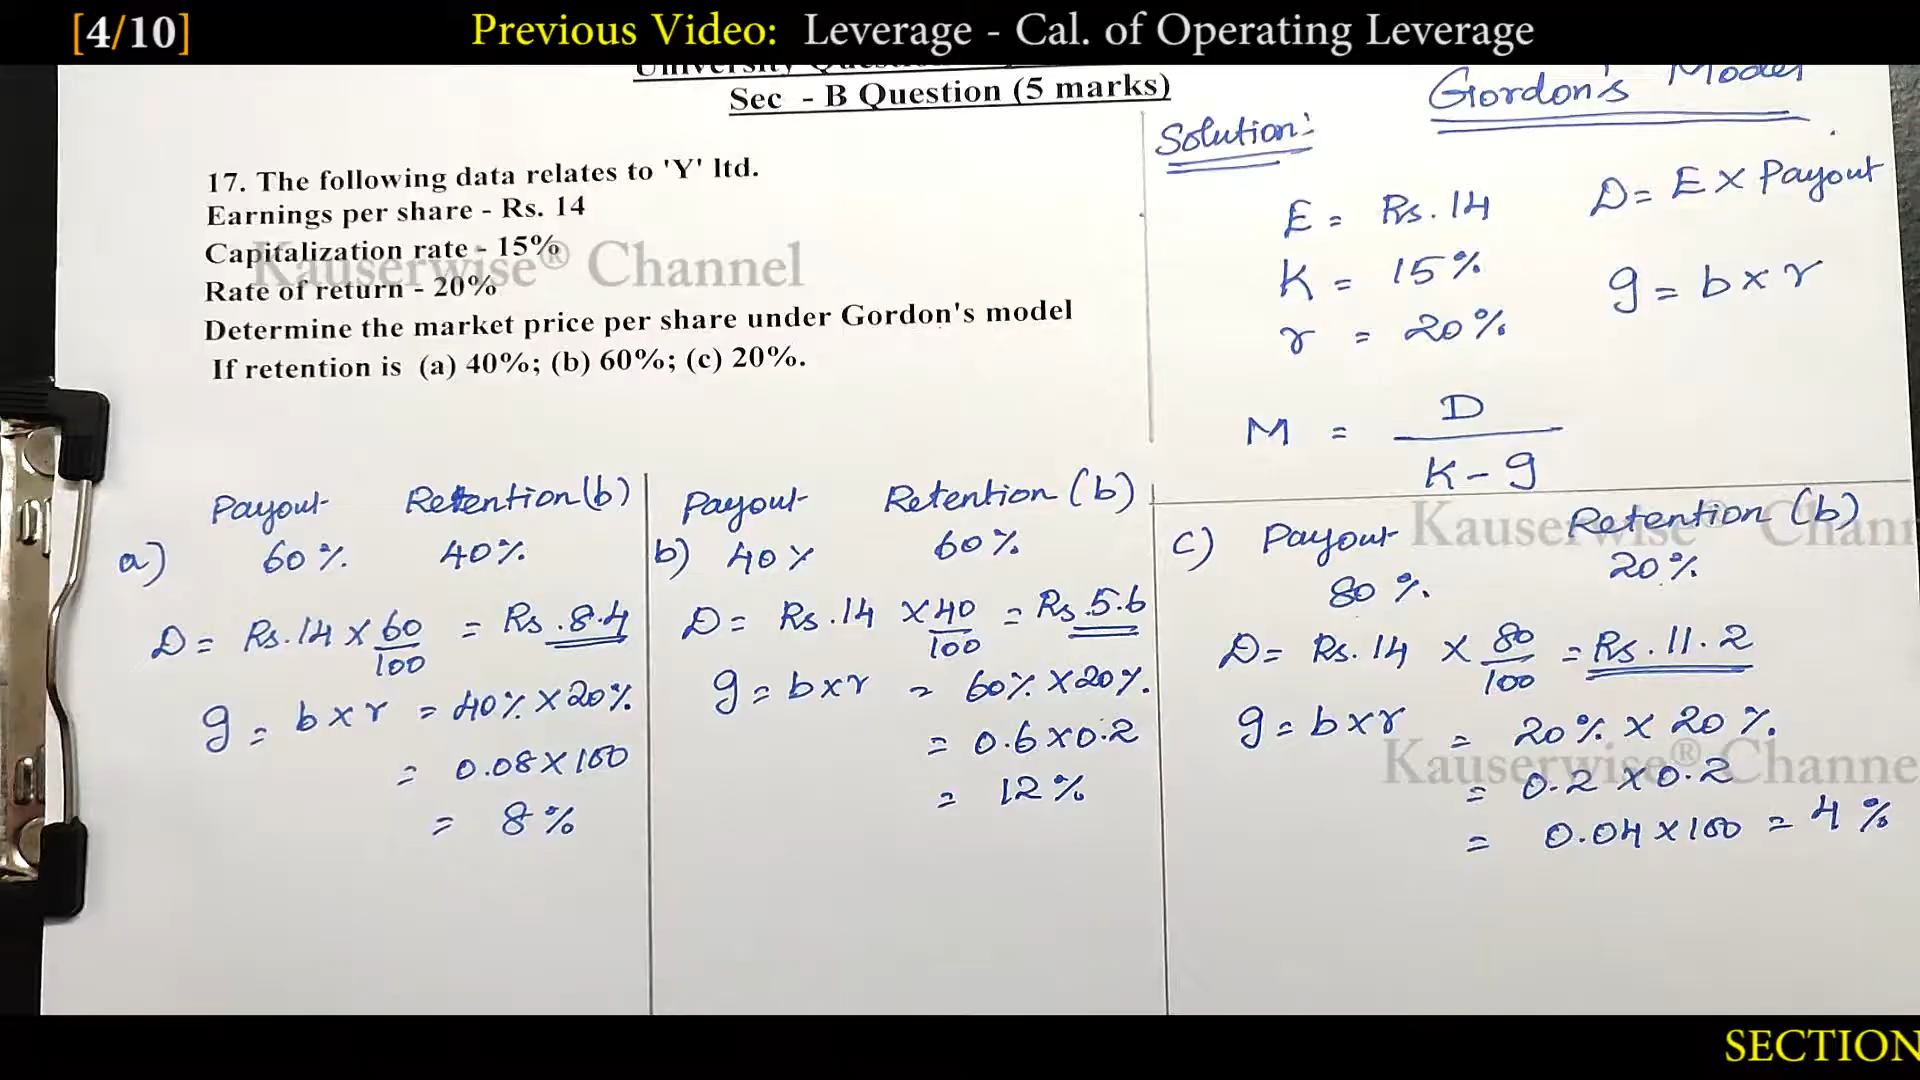 [4/10]
Previous Video: Leverage - Cal. of Operating Leverage
University
Sec - B Question (5 marks)
17. The following data relates to 'Y' ltd.
Earnings per share - Rs. 14
Capitalization rate - 15%
Rate of return - 20%
Determine the market price per share under Gordon's model
If retention is (a) 40%; (b) 60%; (c) 20%.
Kauserwise® Channel
Gordon's Model
Solution:
E = Rs. 14
D = E × Payout
K = 15%
g = b × r
r = 20%
M = D / K - g
Payout Retention (b)
a) 60% 40%
D = Rs. 14 × 60/100 = Rs. 8.4
g = b × r = 40% × 20%
= 0.08 × 100
= 8%
Payout Retention (b)
b) 40% 60%
D = Rs. 14 × 40/100 = Rs. 5.6
g = b × r = 60% × 20%.
= 0.6 × 0.2
= 12%
Kauserwise® Chann
c) Payout Retention (b)
80%. 20%
D = Rs. 14 × 80/100 = Rs. 11.2
g = b × r = 20% × 20%.
Kauserwise® Channe
= 0.2 × 0.2
= 0.04 × 100 = 4%
SECTION